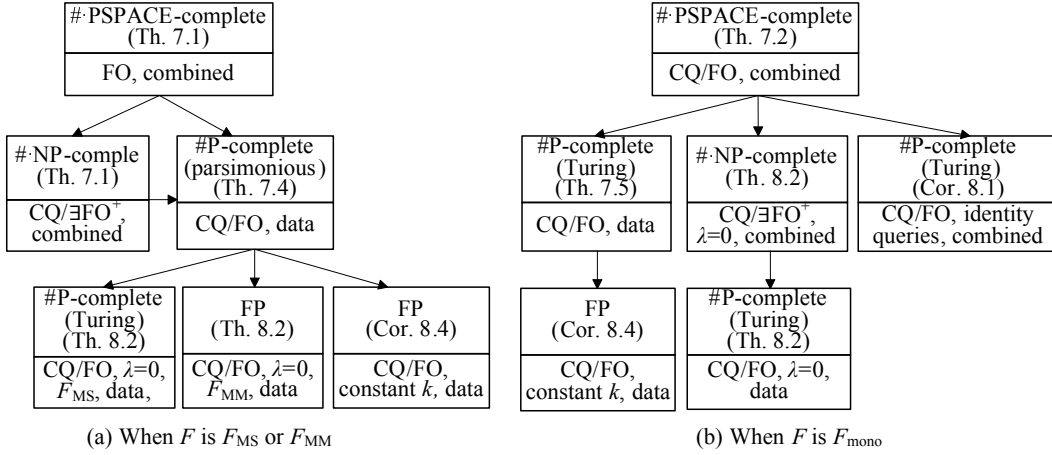 #·PSPACE-complete
(Th. 7.1)
FO, combined
#·NP-comple
(Th. 7.1)
CQ/∃FO⁺,
combined
#P-complete
(parsimonious)
(Th. 7.4)
CQ/FO, data
#P-complete
(Turing)
(Th. 8.2)
CQ/FO, λ=0,
F_MS, data,
FP
(Th. 8.2)
CQ/FO, λ=0,
F_MM, data
FP
(Cor. 8.4)
CQ/FO,
constant k, data
(a) When F is F_MS or F_MM
#·PSPACE-complete
(Th. 7.2)
CQ/FO, combined
#P-complete
(Turing)
(Th. 7.5)
CQ/FO, data
#·NP-complete
(Th. 8.2)
CQ/∃FO⁺,
λ=0, combined
#P-complete
(Turing)
(Cor. 8.1)
CQ/FO, identity
queries, combined
FP
(Cor. 8.4)
CQ/FO,
constant k, data
#P-complete
(Turing)
(Th. 8.2)
CQ/FO, λ=0,
data
(b) When F is F_mono